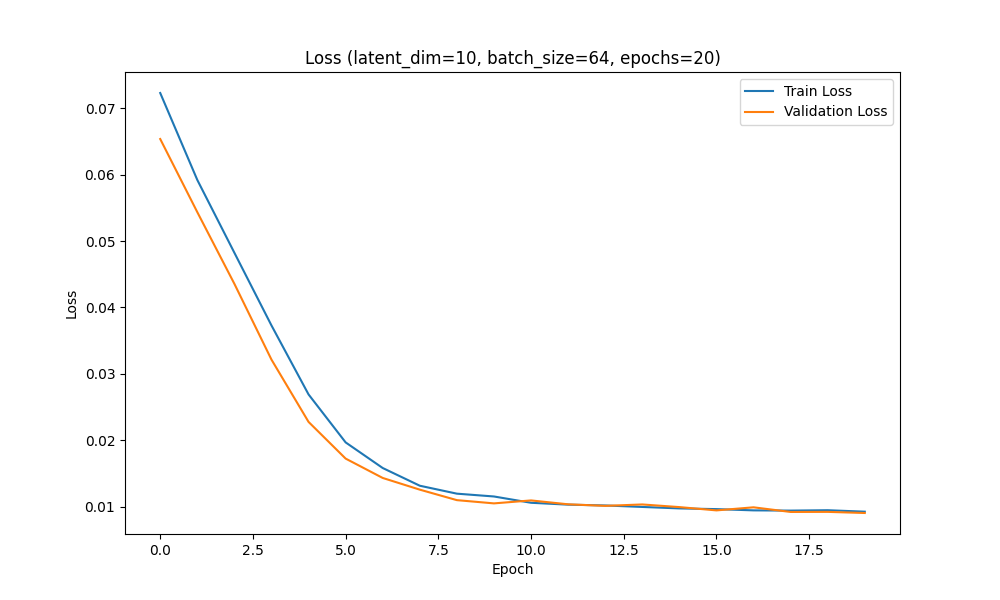 Loss (latent_dim=10, batch_size=64, epochs=20)
Train Loss
Validation Loss
0.07
0.06
0.05
0.04
0.03
0.02
0.01
Loss
0.0 2.5 5.0 7.5 10.0 12.5 15.0 17.5
Epoch